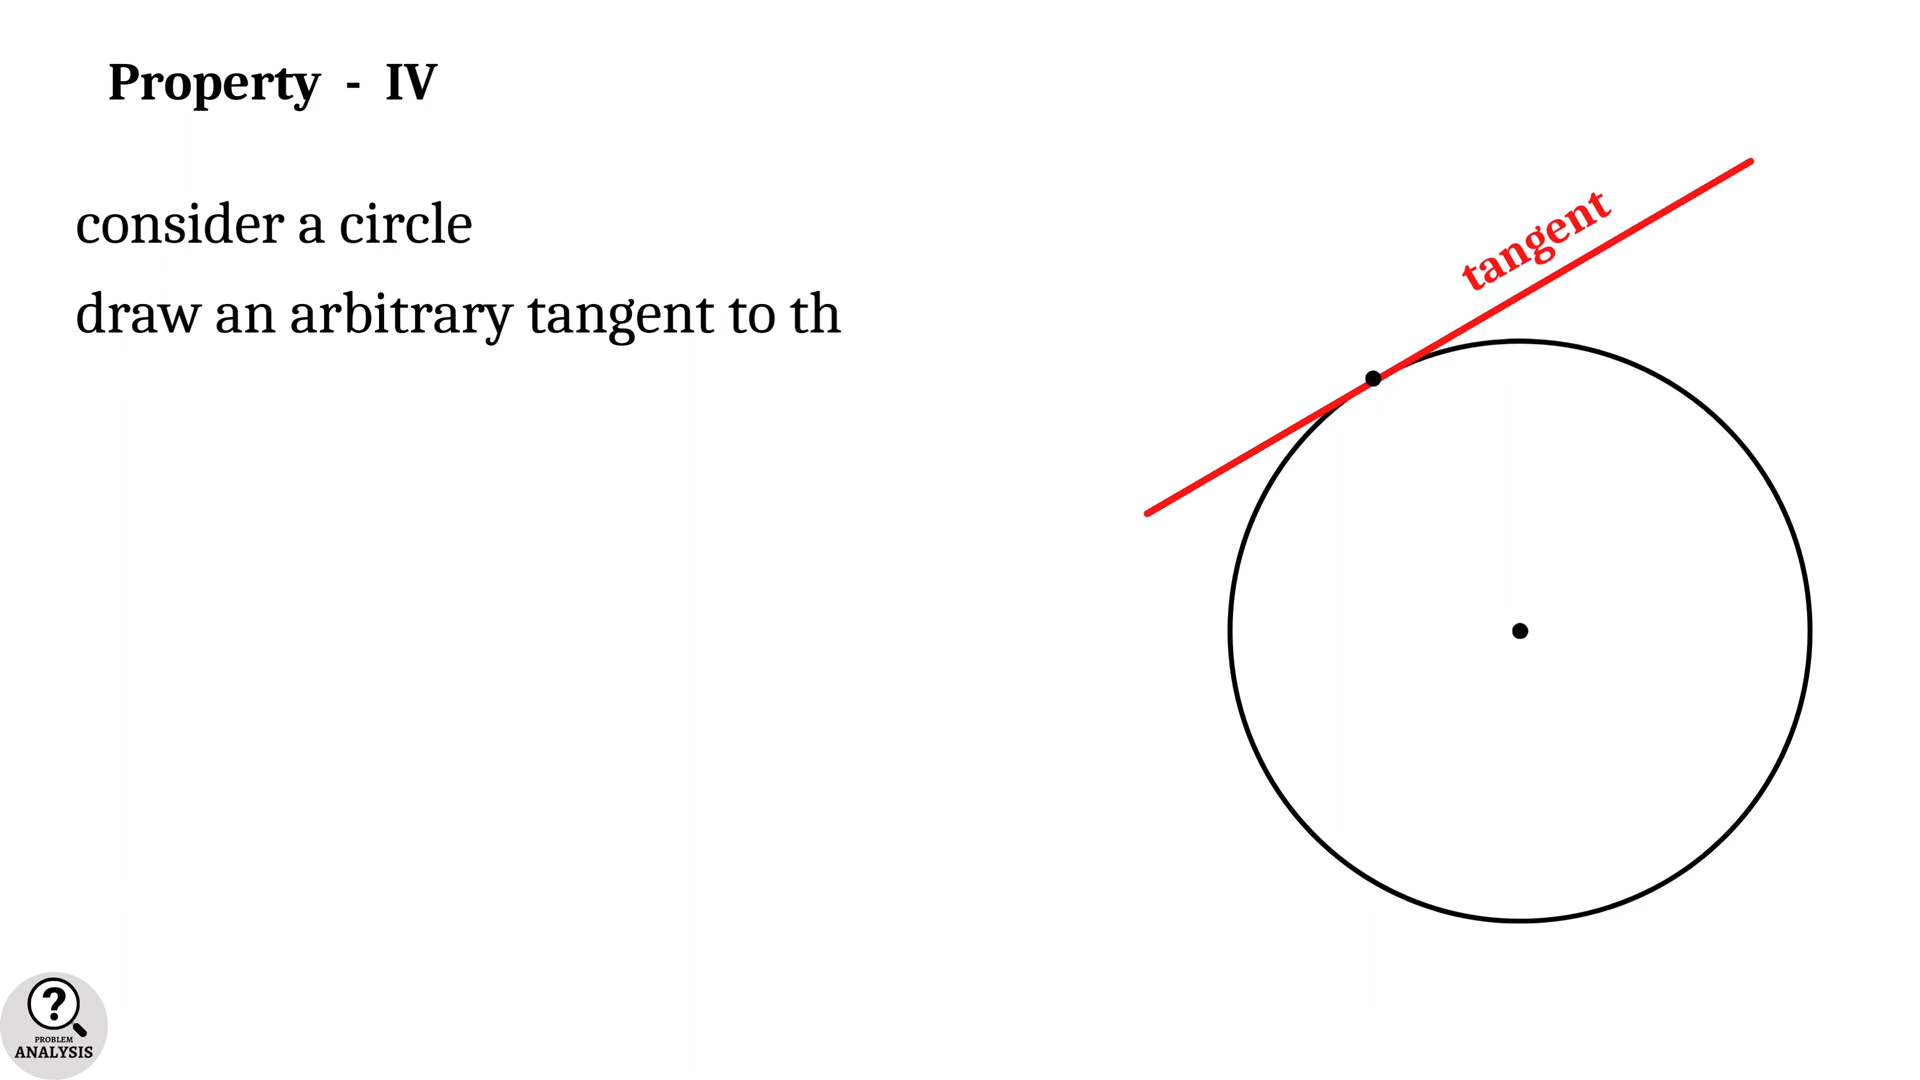 Property - IV
consider a circle
draw an arbitrary tangent to th
tangent
?
PROBLEM
ANALYSIS